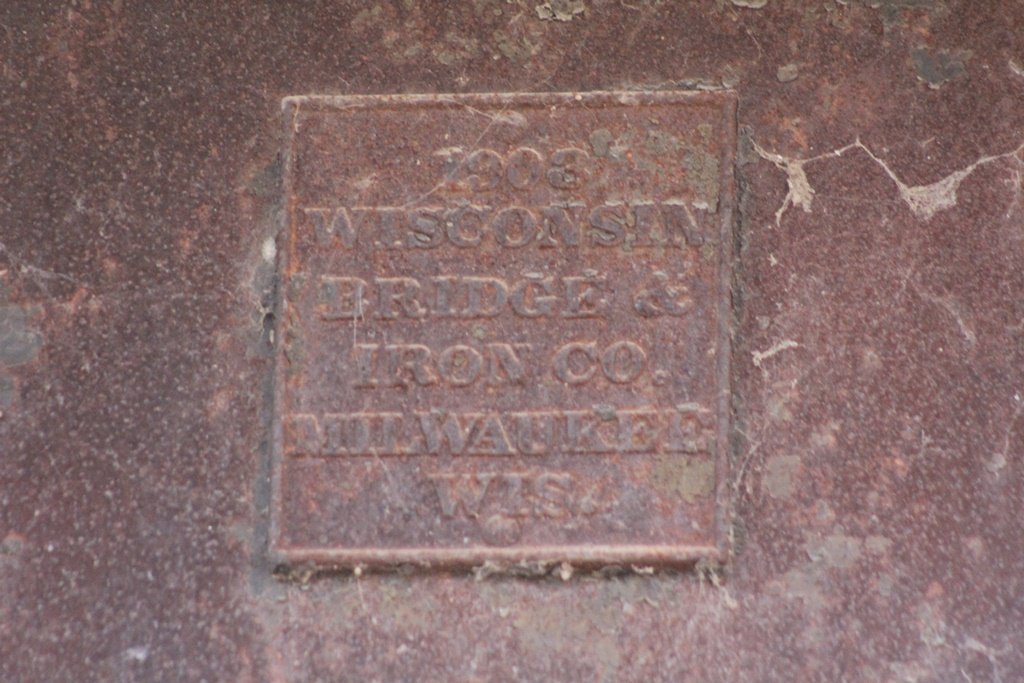 1903
WISCONSIN
BRIDGE &
IRON CO.
MILWAUKEE
WIS.